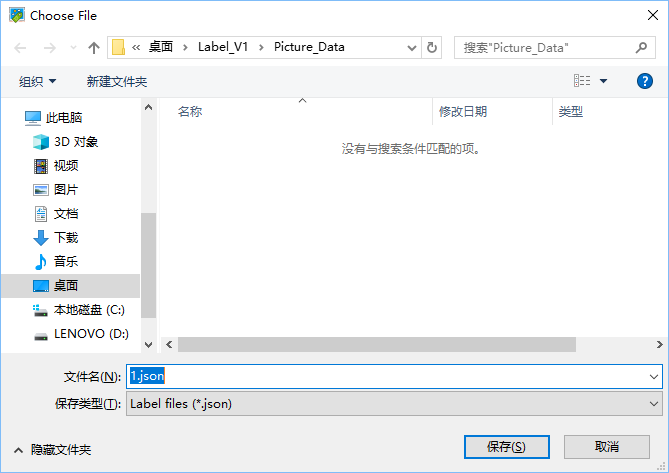 Choose File
« 桌面 > Label_V1 > Picture_Data
搜索"Picture_Data"
组织
新建文件夹
?
名称
修改日期
类型
没有与搜索条件匹配的项。
此电脑
3D 对象
视频
图片
文档
下载
音乐
桌面
本地磁盘 (C:)
LENOVO (D:)
文件名(N):
1.json
保存类型(T):
Label files (*.json)
隐藏文件夹
保存(S)
取消